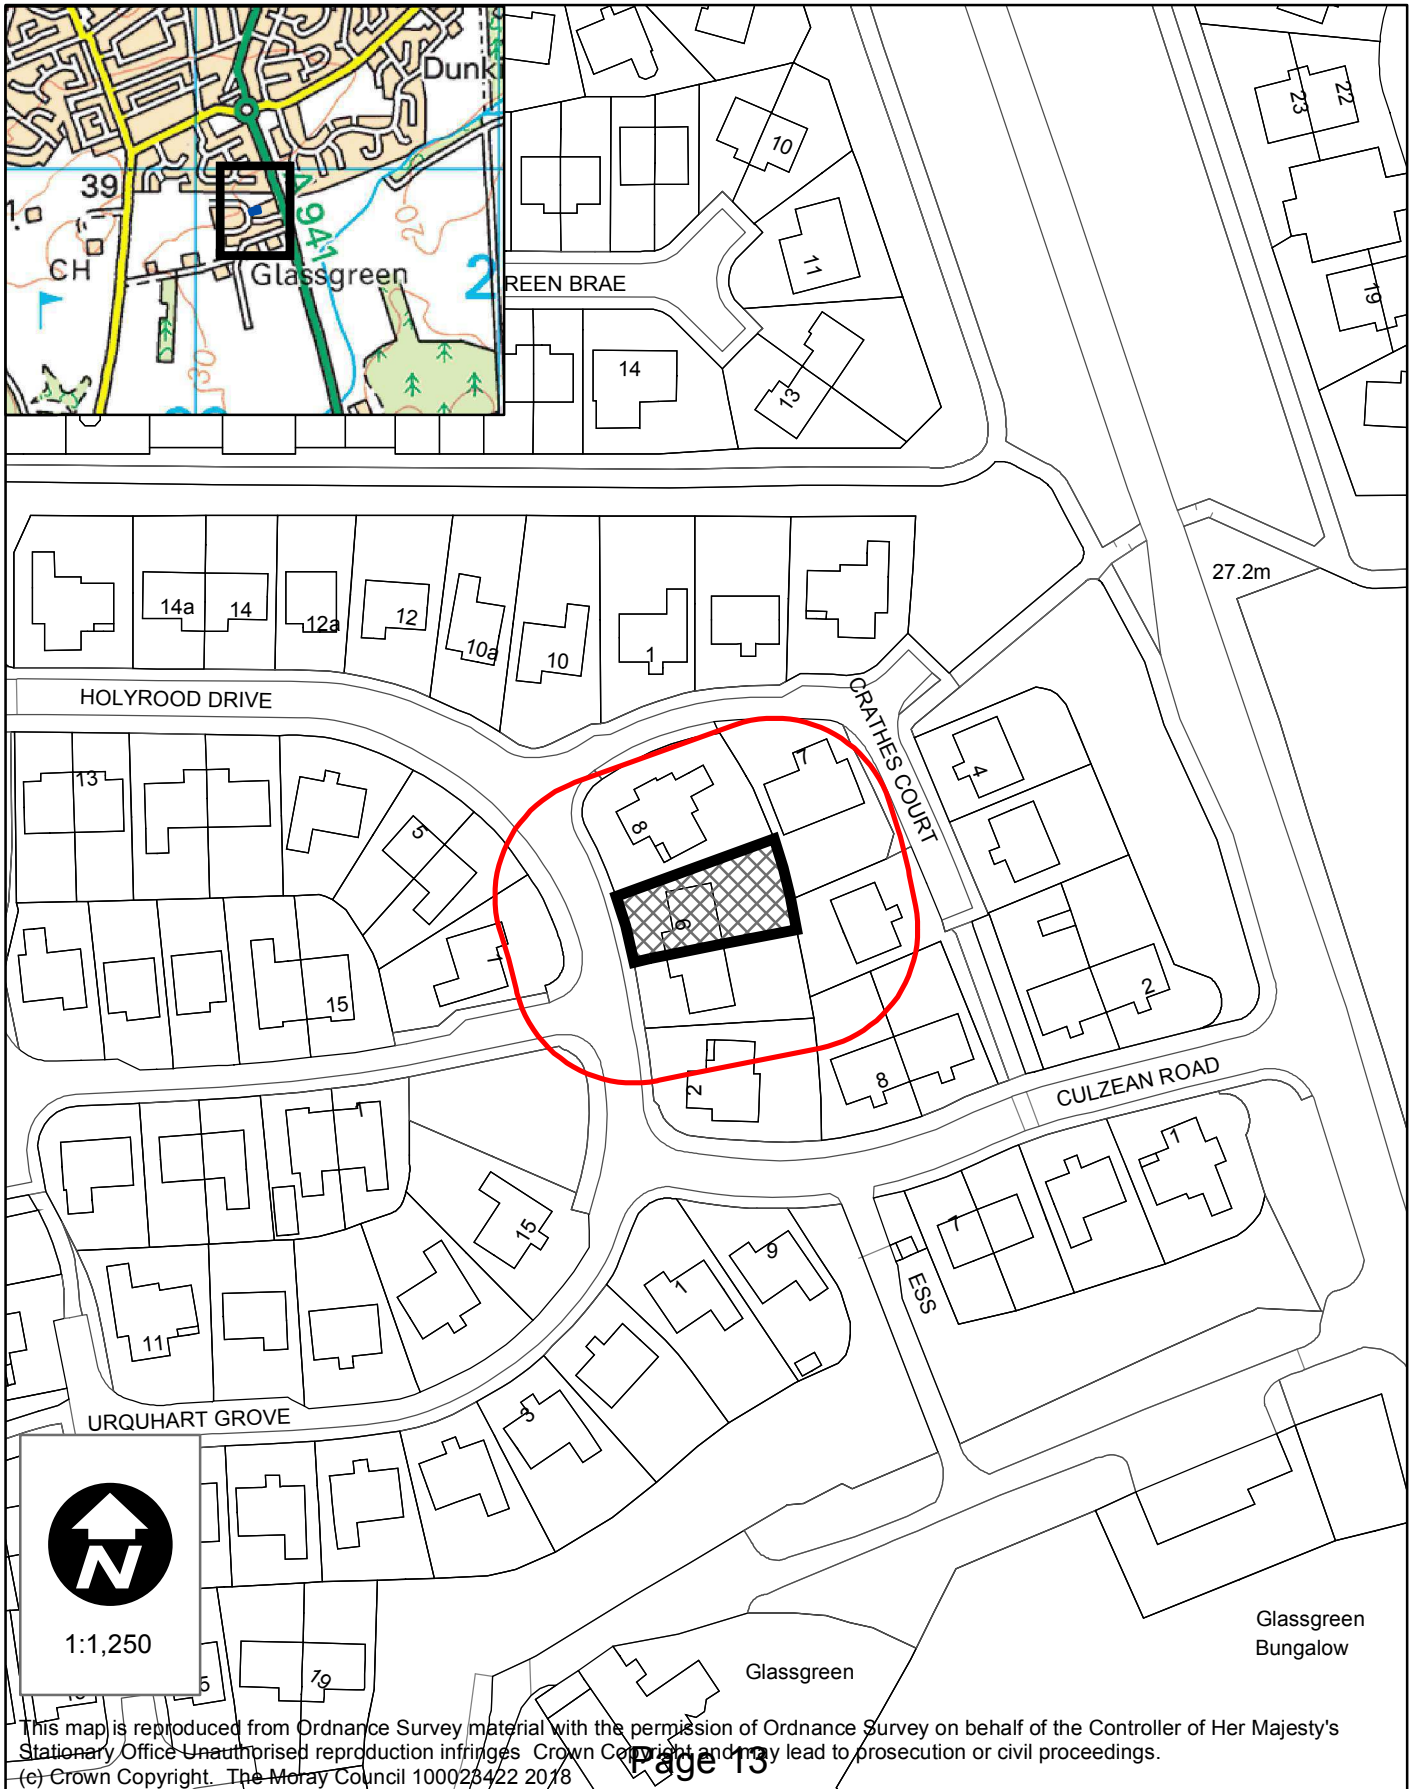 Dunk
39
A 941
20
CH
Glassgreen
2
30
REEN BRAE
10
11
14
13
23
22
19
27.2m
14a
14
12a
12
10a
10
1
HOLYROOD DRIVE
CRATHES COURT
13
5
8
7
4
6
1
15
2
2
8
CULZEAN ROAD
1
15
11
1
9
7
1
ESS
3
URQUHART GROVE
N
1:1,250
19
Glassgreen
Glassgreen
Bungalow
This map is reproduced from Ordnance Survey material with the permission of Ordnance Survey on behalf of the Controller of Her Majesty's
Stationary Office Unauthorised reproduction infringes Crown Copyright and may lead to prosecution or civil proceedings.
(c) Crown Copyright. The Moray Council 100023422 2018
Page 13